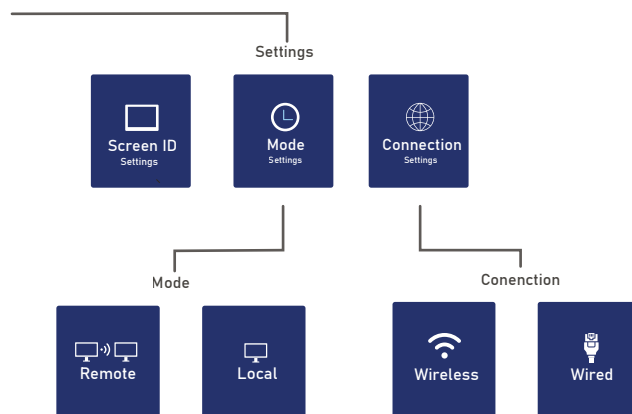 Settings
Screen ID
Settings
Mode
Settings
Connection
Settings
Mode
Conenction
Remote
Local
Wireless
Wired